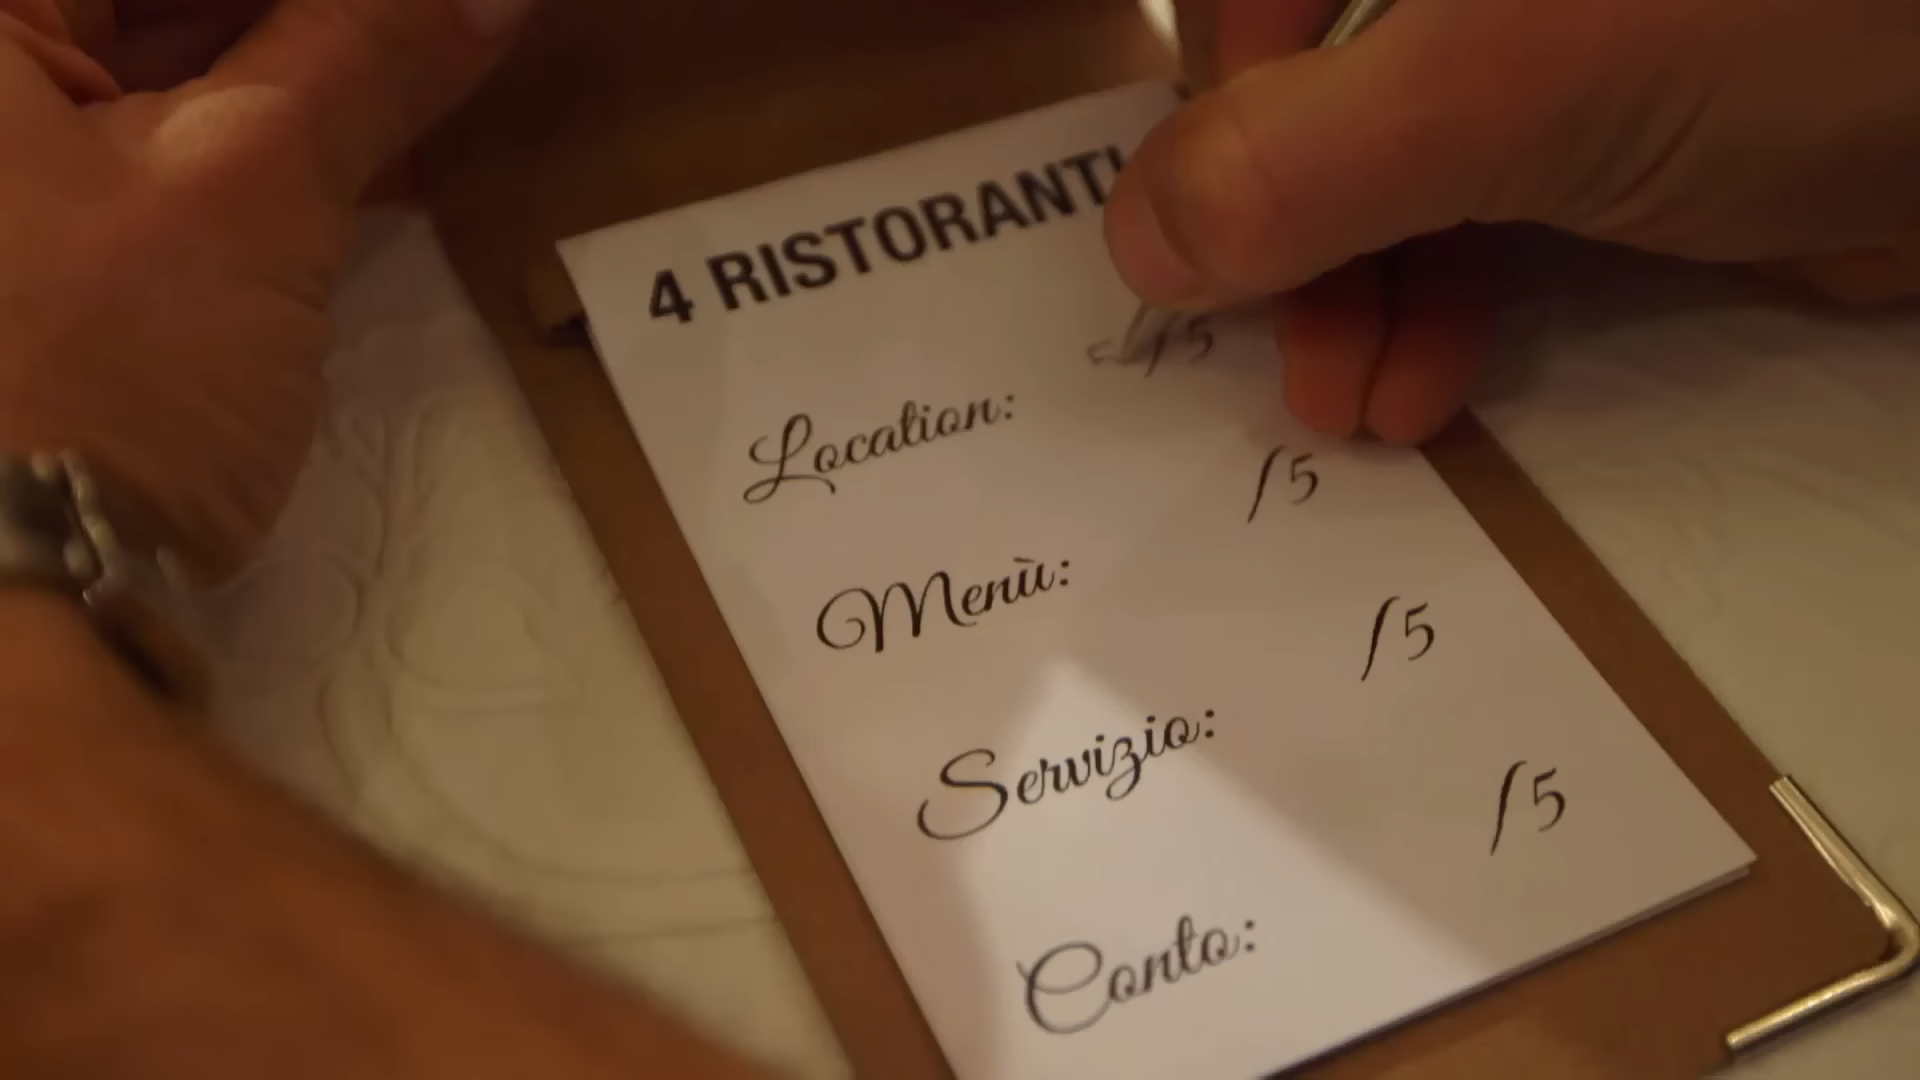 4 RISTORANTI
Location: /5
Menù: /5
Servizio: /5
Conto: /5